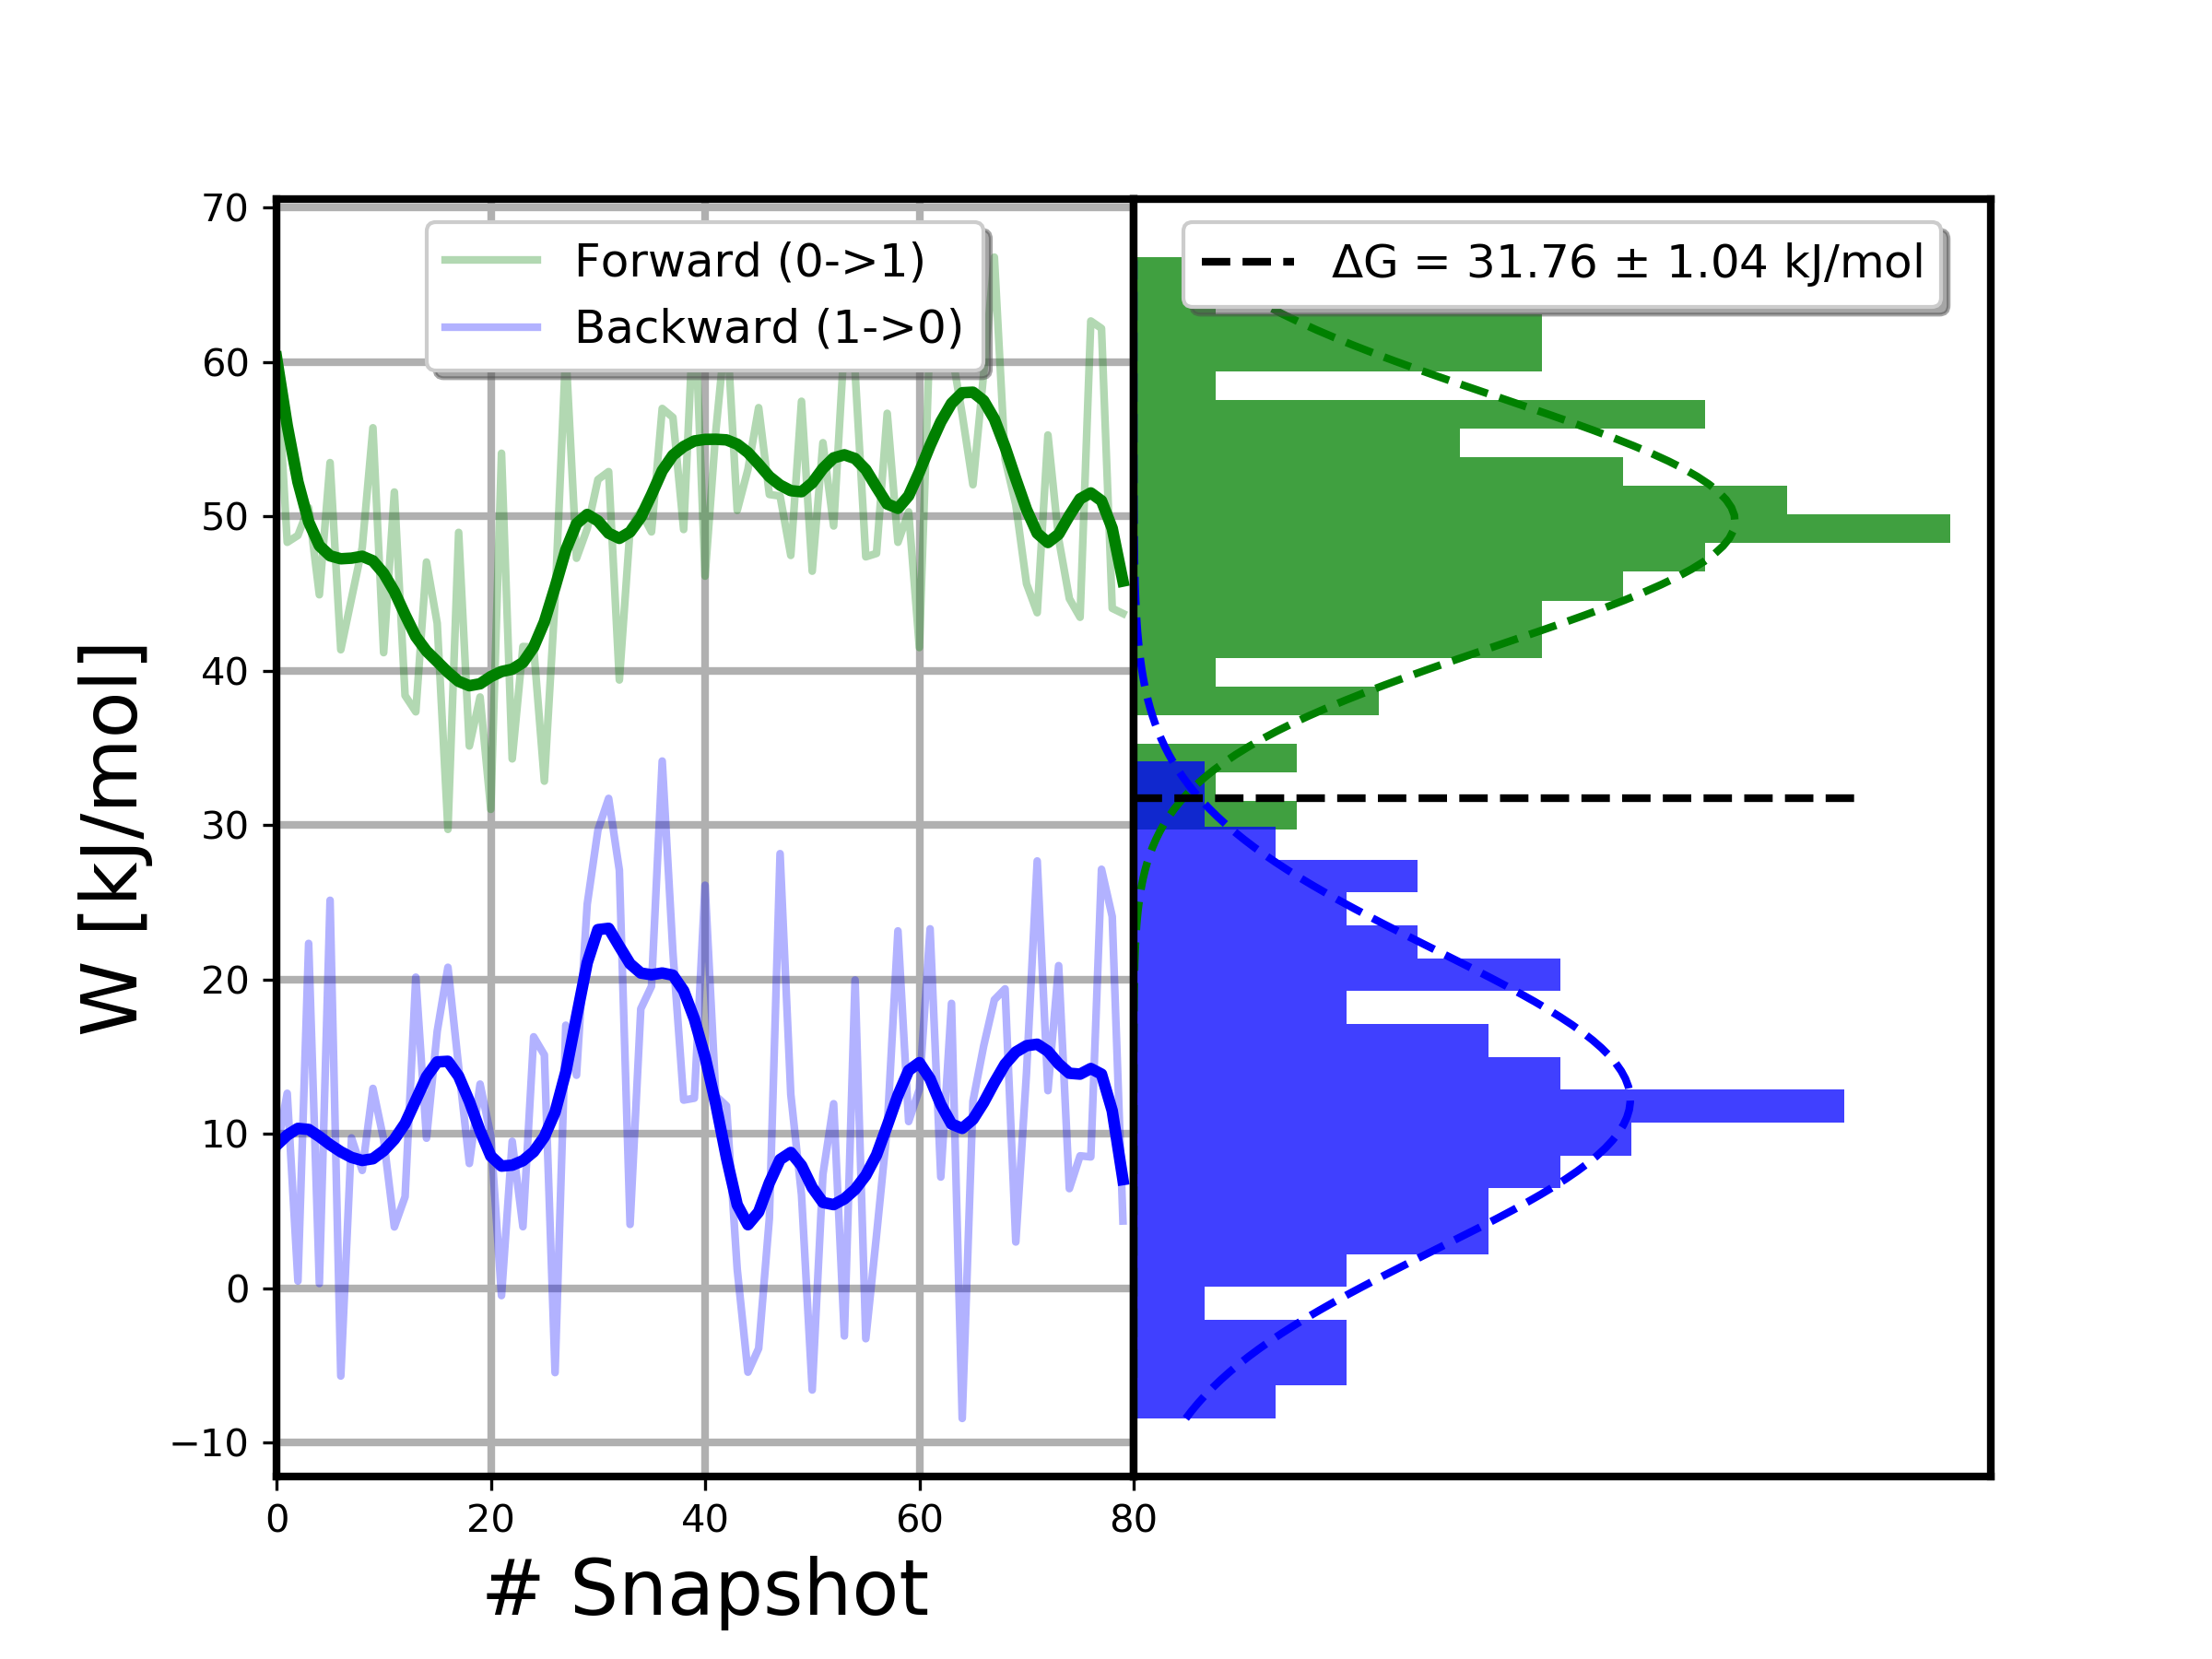 Forward (0->1)
Backward (1->0)
ΔG = 31.76 ± 1.04 kJ/mol
W [kJ/mol]
70
60
50
40
30
20
10
0
−10
0 20 40 60 80
# Snapshot